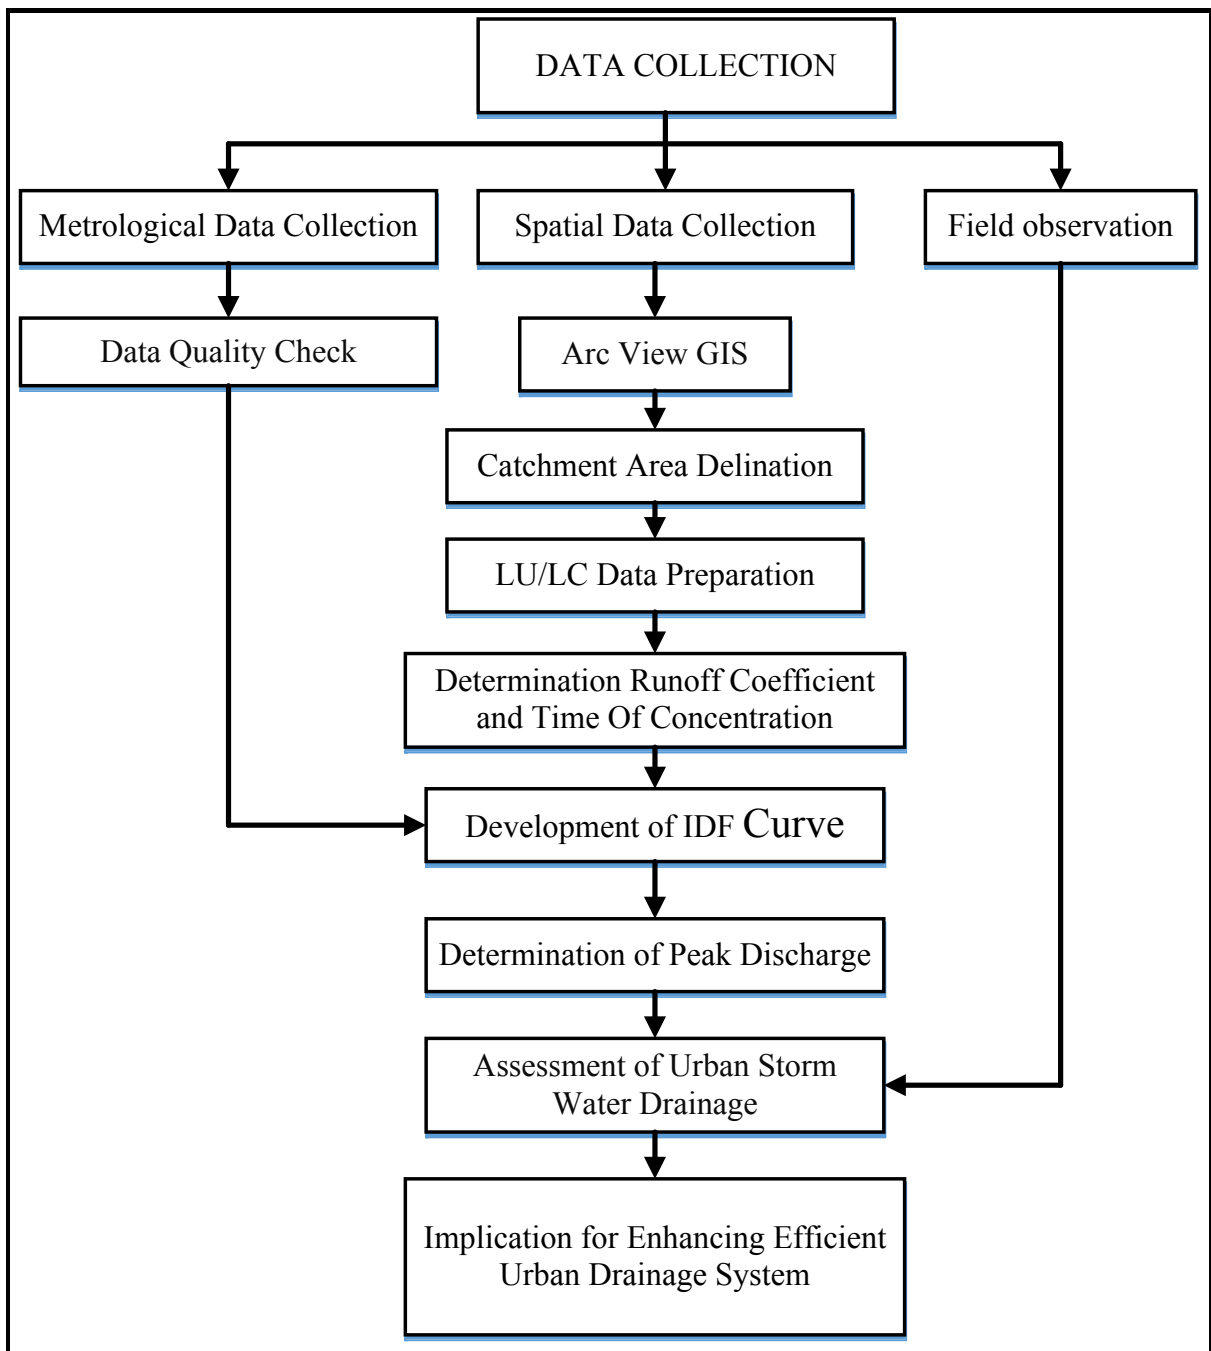 DATA COLLECTION
Metrological Data Collection
Spatial Data Collection
Field observation
Data Quality Check
Arc View GIS
Catchment Area Delination
LU/LC Data Preparation
Determination Runoff Coefficient
and Time Of Concentration
Development of IDF Curve
Determination of Peak Discharge
Assessment of Urban Storm
Water Drainage
Implication for Enhancing Efficient
Urban Drainage System